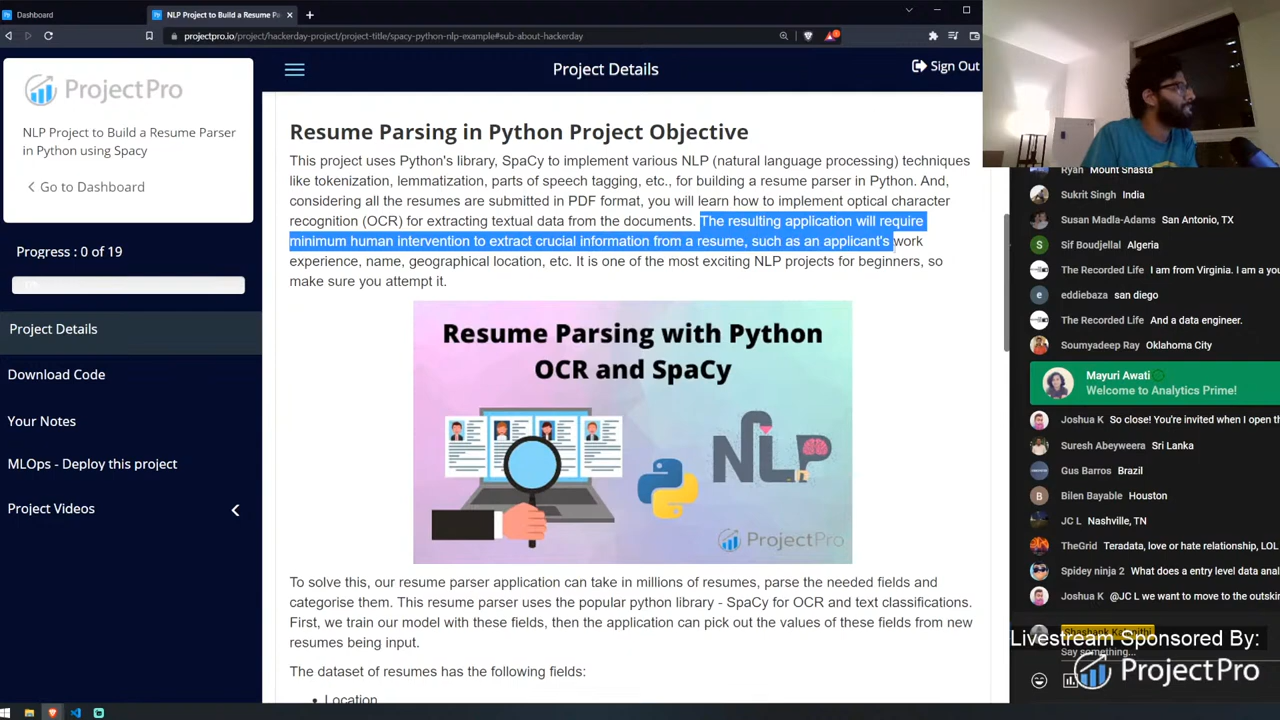 Dashboard
NLP Project to Build a Resume Pa
projectpro.io/project/hackerday-project/project-title/spacy-python-nlp-example#sub-about-hackerday
ProjectPro
NLP Project to Build a Resume Parser
in Python using Spacy
Go to Dashboard
Progress : 0 of 19
Project Details
Download Code
Your Notes
MLOps - Deploy this project
Project Videos
Project Details
Sign Out
Resume Parsing in Python Project Objective
This project uses Python's library, SpaCy to implement various NLP (natural language processing) techniques
like tokenization, lemmatization, parts of speech tagging, etc., for building a resume parser in Python. And,
considering all the resumes are submitted in PDF format, you will learn how to implement optical character
recognition (OCR) for extracting textual data from the documents. The resulting application will require
minimum human intervention to extract crucial information from a resume, such as an applicant's work
experience, name, geographical location, etc. It is one of the most exciting NLP projects for beginners, so
make sure you attempt it.
Resume Parsing with Python
OCR and SpaCy
NLP
ProjectPro
To solve this, our resume parser application can take in millions of resumes, parse the needed fields and
categorise them. This resume parser uses the popular python library - SpaCy for OCR and text classifications.
First, we train our model with these fields, then the application can pick out the values of these fields from new
resumes being input.
The dataset of resumes has the following fields:
Location
Ryan Mount Shasta
Sukrit Singh India
Susan Madla-Adams San Antonio, TX
Sif Boudjellal Algeria
The Recorded Life I am from Virginia. I am a you
eddiebaza san diego
The Recorded Life And a data engineer.
Soumyadeep Ray Oklahoma City
Mayuri Awati
Welcome to Analytics Prime!
Joshua K So close! You're invited when I open th
Suresh Abeyweera Sri Lanka
Gus Barros Brazil
Bilen Bayable Houston
JC L Nashville, TN
TheGrid Teradata, love or hate relationship, LOL
Spidey ninja 2 What does a entry level data anal
Joshua K @JC L we want to move to the outskir
Livestream Sponsored By:
Say something...
ProjectPro